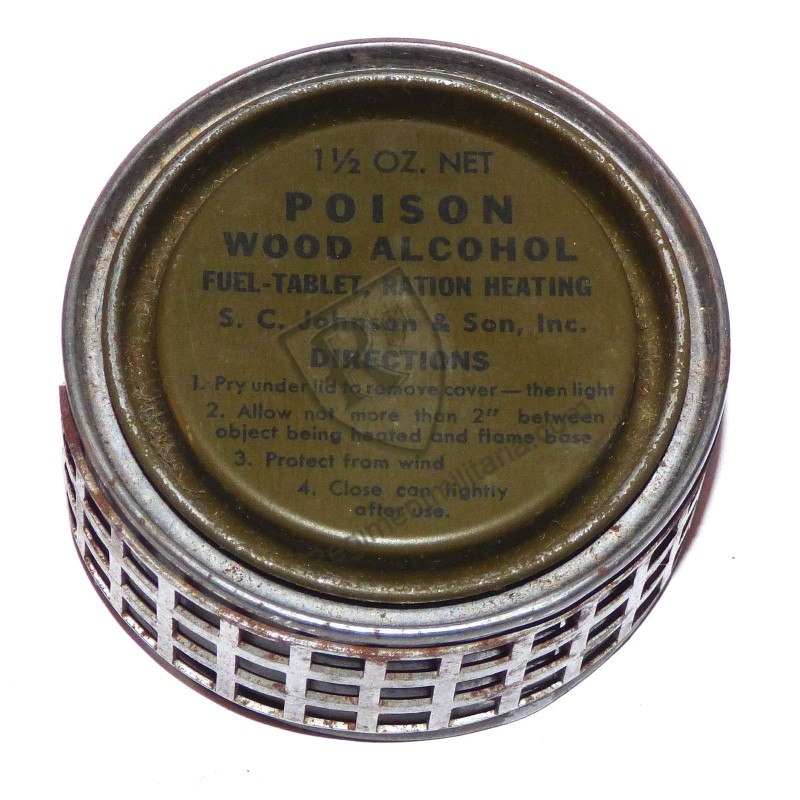 1 ½ OZ. NET
POISON
WOOD ALCOHOL
FUEL-TABLET, RATION HEATING
S. C. Johnson & Son, Inc.
DIRECTIONS
1. Pry under lid to remove cover — then light
2. Allow not more than 2" between
object being heated and flame base
3. Protect from wind
4. Close can tightly
after use.